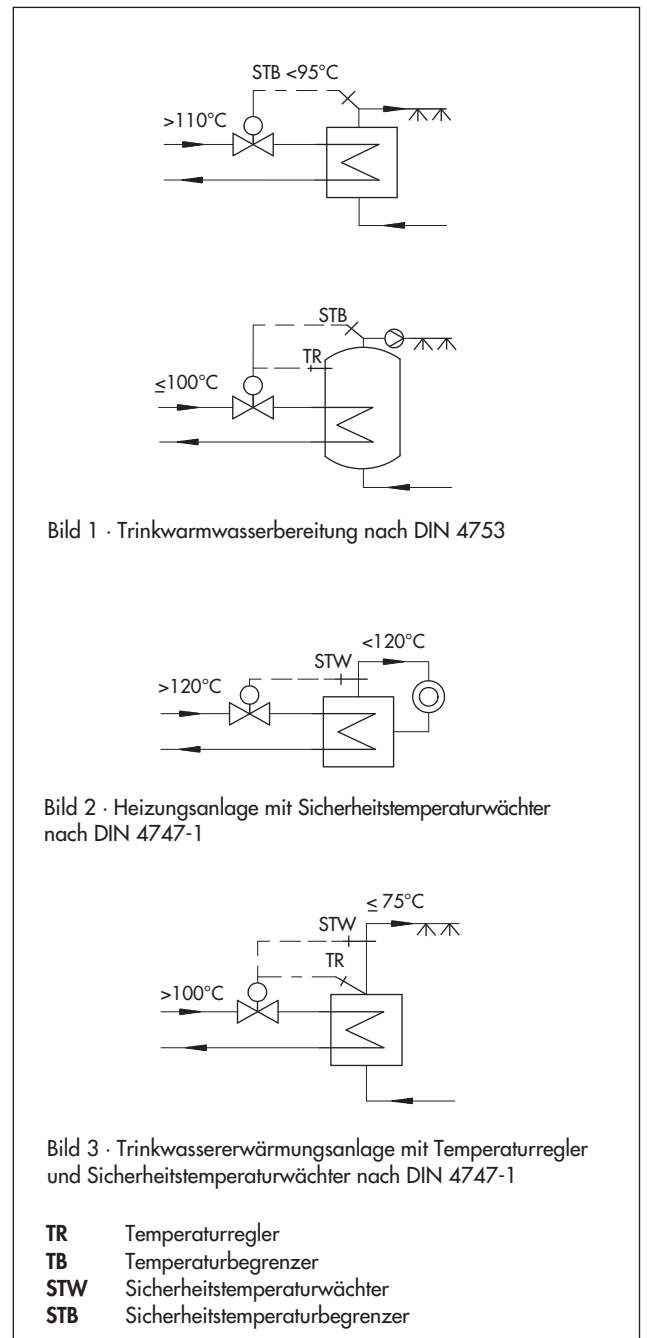 STB <95°C
>110°C
STB
TR
≤100°C
Bild 1 · Trinkwarmwasserbereitung nach DIN 4753
<120°C
STW
>120°C
Bild 2 · Heizungsanlage mit Sicherheitstemperaturwächter
nach DIN 4747-1
≤ 75°C
STW
TR
>100°C
Bild 3 · Trinkwassererwärmungsanlage mit Temperaturregler
und Sicherheitstemperaturwächter nach DIN 4747-1
TR Temperaturregler
TB Temperaturbegrenzer
STW Sicherheitstemperaturwächter
STB Sicherheitstemperaturbegrenzer